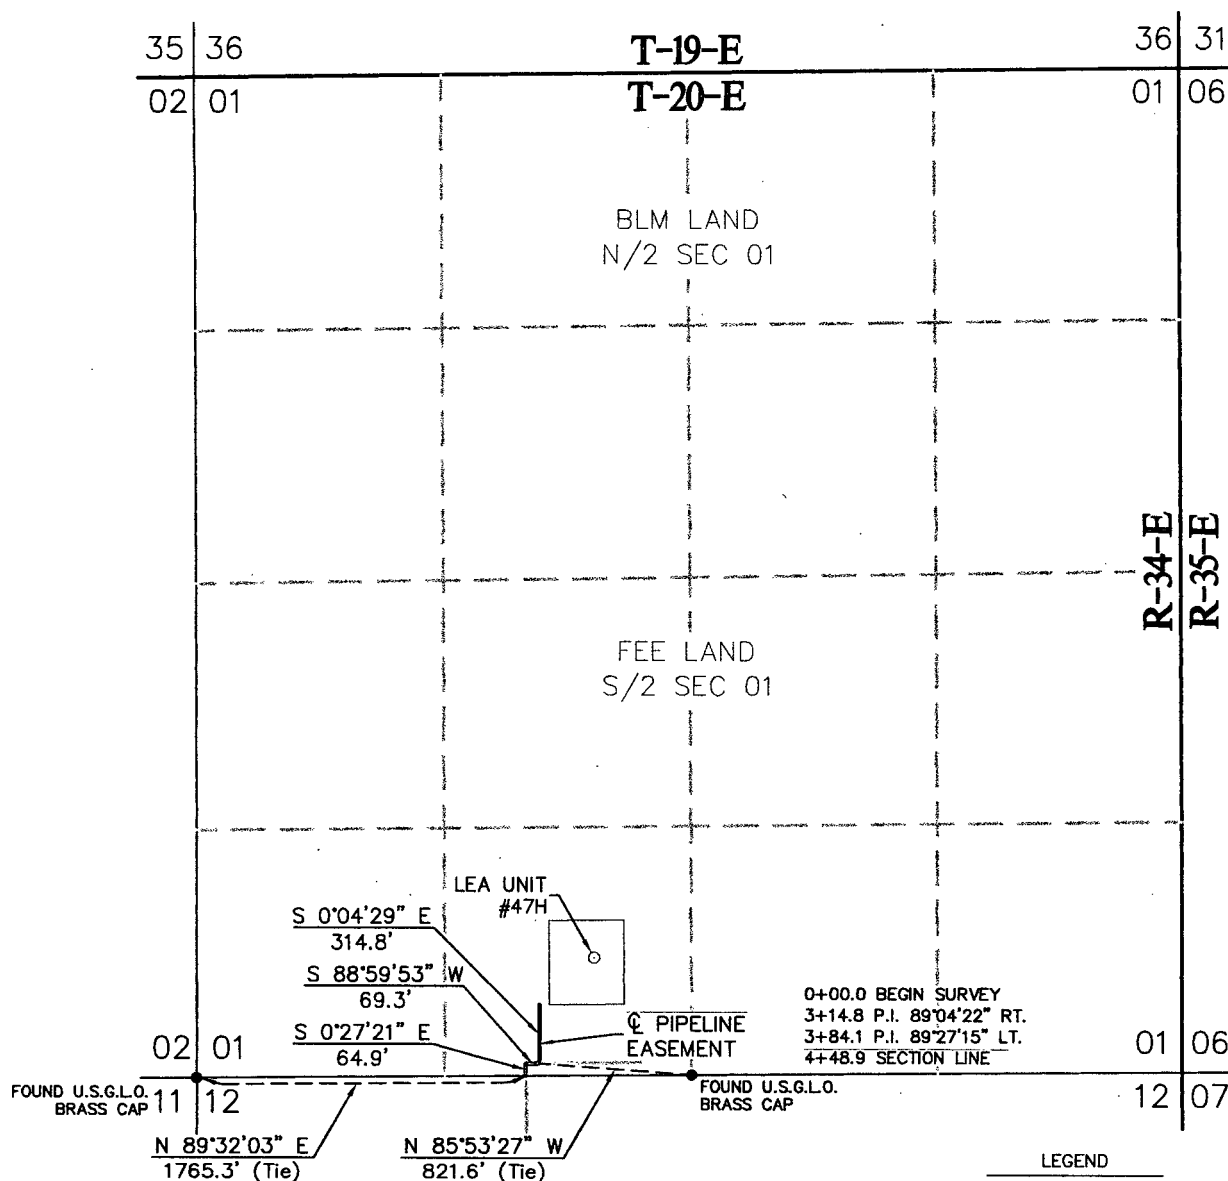 35 36
T-19-E
36 31
02 01
T-20-E
01 06
BLM LAND
N/2 SEC 01
R-34-E
R-35-E
FEE LAND
S/2 SEC 01
LEA UNIT
#47H
S 0°04'29" E
314.8'
S 88°59'53" W
69.3'
S 0°27'21" E
64.9'
℄ PIPELINE
EASEMENT
0+00.0 BEGIN SURVEY
3+14.8 P.I. 89°04'22" RT.
3+84.1 P.I. 89°27'15" LT.
4+48.9 SECTION LINE
02 01
01 06
FOUND U.S.G.L.O.
BRASS CAP
11 12
FOUND U.S.G.L.O.
BRASS CAP
12 07
N 89°32'03" E
1765.3' (Tie)
N 85°53'27" W
821.6' (Tie)
LEGEND